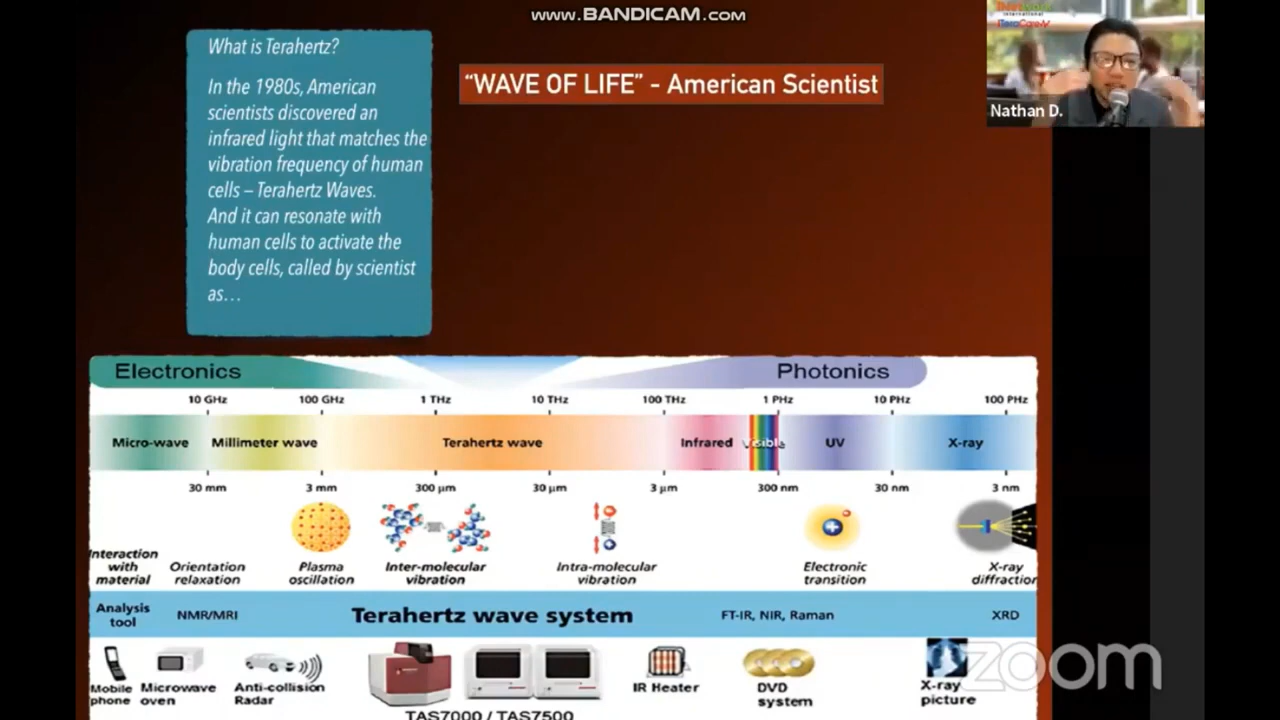 www.BANDICAM.com
What is Terahertz?
In the 1980s, American
scientists discovered an
infrared light that matches the
vibration frequency of human
cells – Terahertz Waves.
And it can resonate with
human cells to activate the
body cells, called by scientist
as...
“WAVE OF LIFE” - American Scientist
International
iTeraCare
Nathan D.
Electronics
Photonics
10 GHz 100 GHz 1 THz 10 THz 100 THz 1 PHz 10 PHz 100 PHz
Micro-wave Millimeter wave Terahertz wave Infrared Visible UV X-ray
30 mm 3 mm 300 µm 30 µm 3 µm 300 nm 30 nm 3 nm
Interaction
with
material
Orientation
relaxation
Plasma
oscillation
Inter-molecular
vibration
Intra-molecular
vibration
Electronic
transition
X-ray
diffraction
Analysis
tool
NMR/MRI
Terahertz wave system
FT-IR, NIR, Raman
XRD
Mobile
phone
Microwave
oven
Anti-collision
Radar
TAS7000 / TAS7500
IR Heater
DVD
system
X-ray
picture
zoom